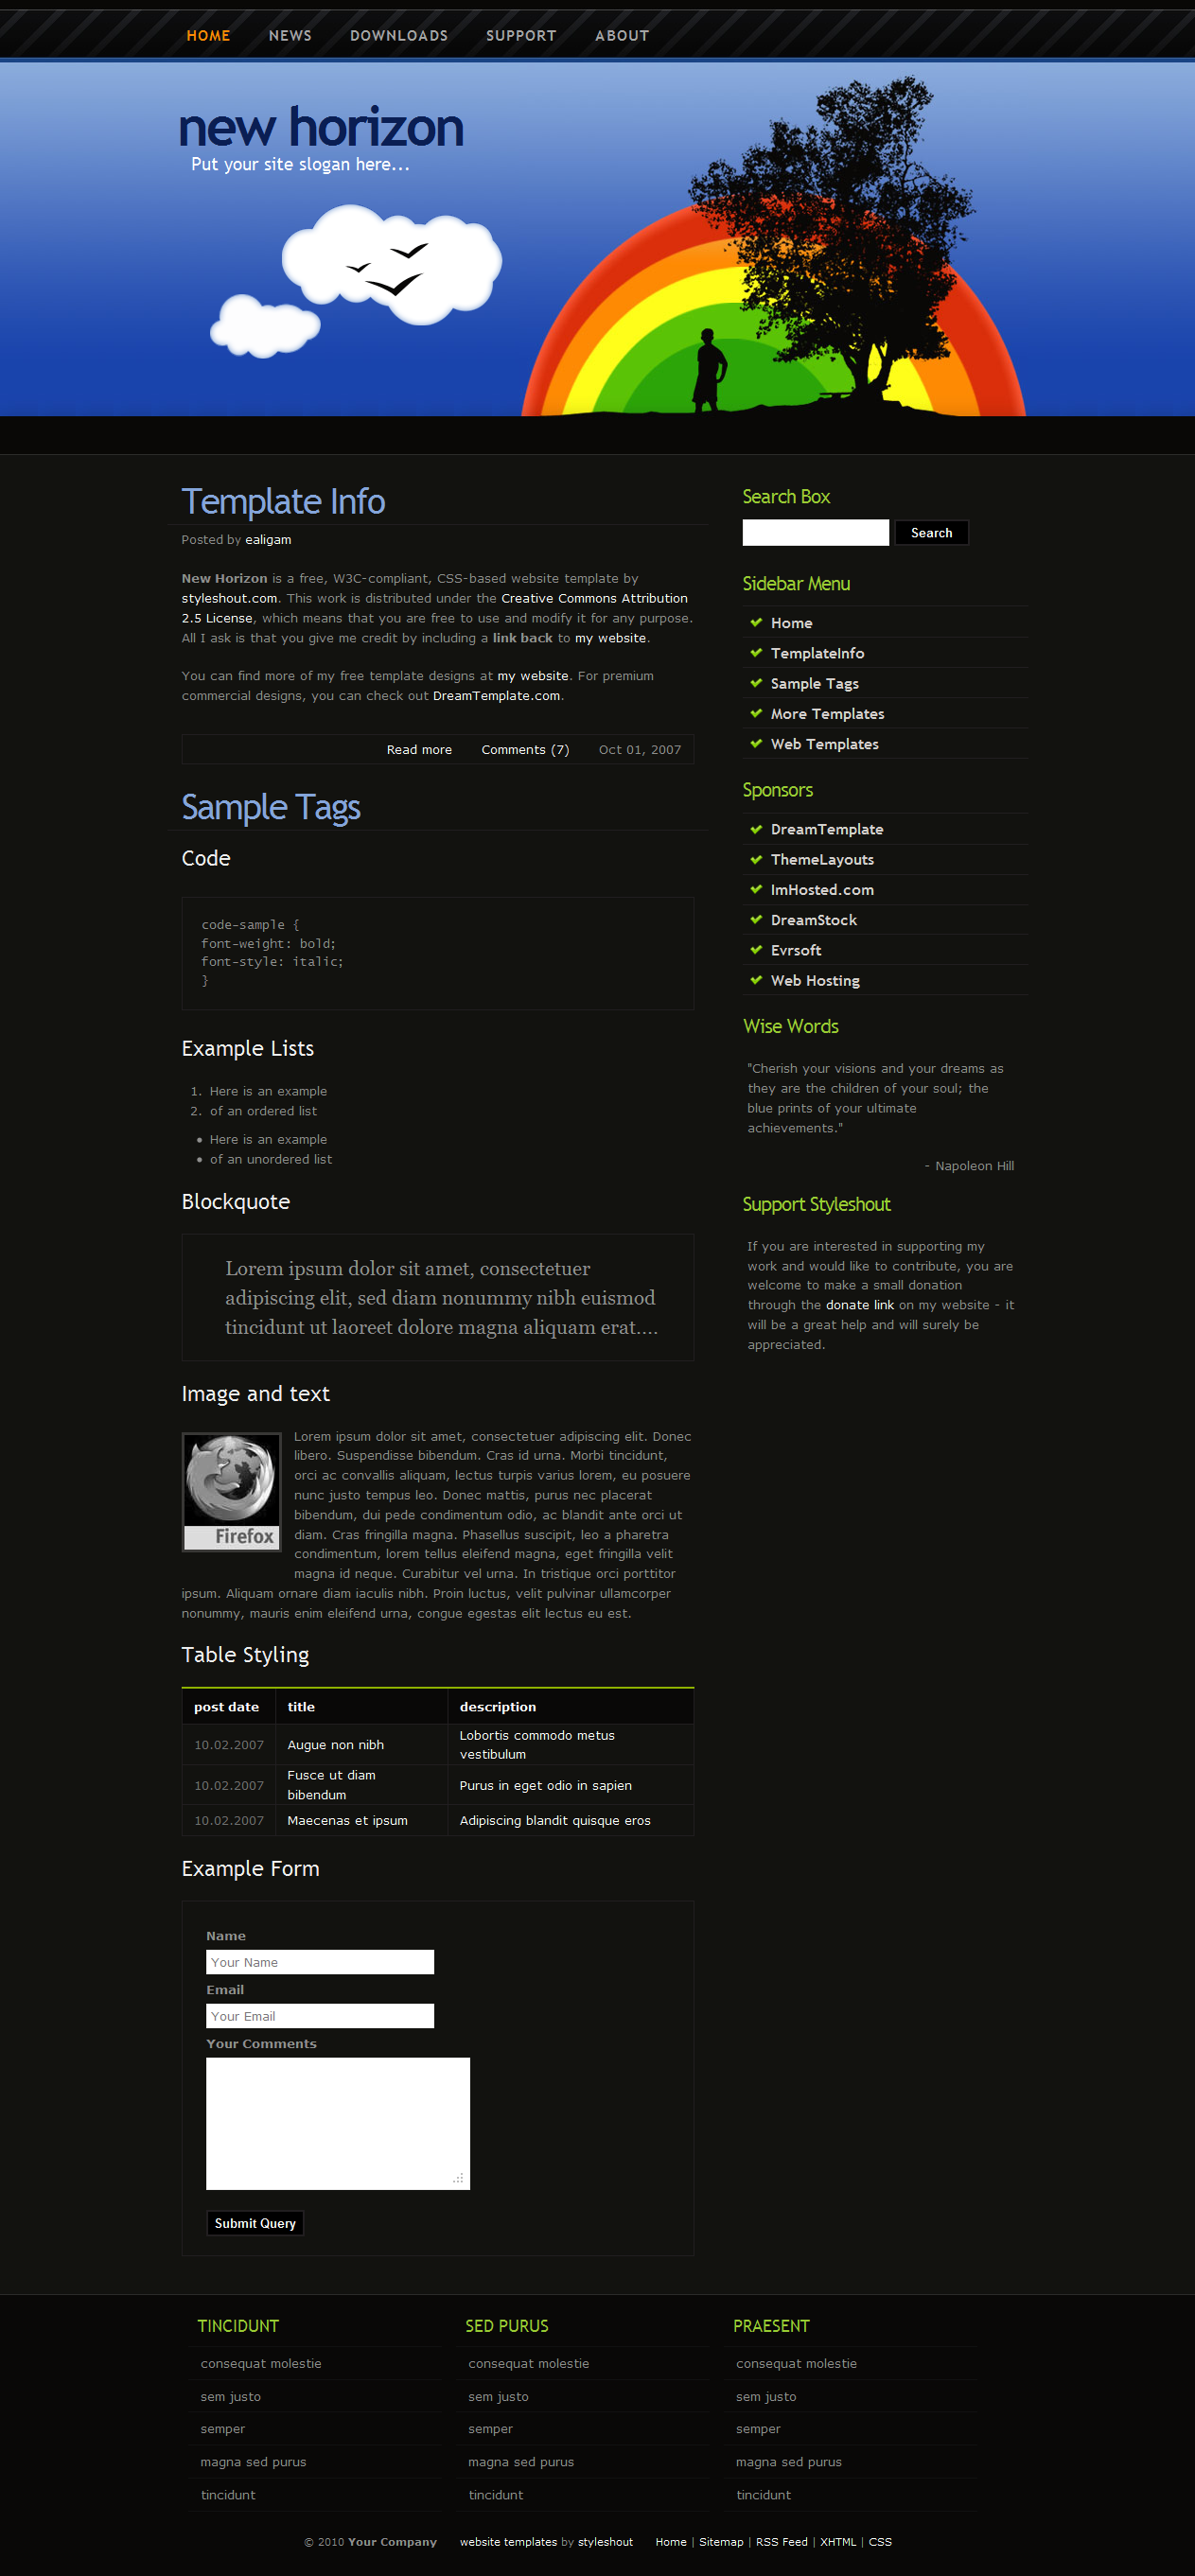 HOME NEWS DOWNLOADS SUPPORT ABOUT
new horizon
Put your site slogan here...
Template Info
Posted by ealigam
New Horizon is a free, W3C-compliant, CSS-based website template by
styleshout.com. This work is distributed under the Creative Commons Attribution
2.5 License, which means that you are free to use and modify it for any purpose.
All I ask is that you give me credit by including a link back to my website.
You can find more of my free template designs at my website. For premium
commercial designs, you can check out DreamTemplate.com.
Read more Comments (7) Oct 01, 2007
Sample Tags
Code
code-sample {
font-weight: bold;
font-style: italic;
}
Example Lists
1. Here is an example
2. of an ordered list
• Here is an example
• of an unordered list
Blockquote
Lorem ipsum dolor sit amet, consectetuer
adipiscing elit, sed diam nonummy nibh euismod
tincidunt ut laoreet dolore magna aliquam erat....
Image and text
Firefox
Lorem ipsum dolor sit amet, consectetuer adipiscing elit. Donec
libero. Suspendisse bibendum. Cras id urna. Morbi tincidunt,
orci ac convallis aliquam, lectus turpis varius lorem, eu posuere
nunc justo tempus leo. Donec mattis, purus nec placerat
bibendum, dui pede condimentum odio, ac blandit ante orci ut
diam. Cras fringilla magna. Phasellus suscipit, leo a pharetra
condimentum, lorem tellus eleifend magna, eget fringilla velit
magna id neque. Curabitur vel urna. In tristique orci porttitor
ipsum. Aliquam ornare diam iaculis nibh. Proin luctus, velit pulvinar ullamcorper
nonummy, mauris enim eleifend urna, congue egestas elit lectus eu est.
Table Styling
post date title description
10.02.2007 Augue non nibh Lobortis commodo metus
vestibulum
10.02.2007 Fusce ut diam
bibendum Purus in eget odio in sapien
10.02.2007 Maecenas et ipsum Adipiscing blandit quisque eros
Example Form
Name
Your Name
Email
Your Email
Your Comments
Submit Query
Search Box
Search
Sidebar Menu
Home
TemplateInfo
Sample Tags
More Templates
Web Templates
Sponsors
DreamTemplate
ThemeLayouts
ImHosted.com
DreamStock
Evrsoft
Web Hosting
Wise Words
"Cherish your visions and your dreams as
they are the children of your soul; the
blue prints of your ultimate
achievements."
- Napoleon Hill
Support Styleshout
If you are interested in supporting my
work and would like to contribute, you are
welcome to make a small donation
through the donate link on my website - it
will be a great help and will surely be
appreciated.
TINCIDUNT
consequat molestie
sem justo
semper
magna sed purus
tincidunt
SED PURUS
consequat molestie
sem justo
semper
magna sed purus
tincidunt
PRAESENT
consequat molestie
sem justo
semper
magna sed purus
tincidunt
© 2010 Your Company website templates by styleshout Home | Sitemap | RSS Feed | XHTML | CSS